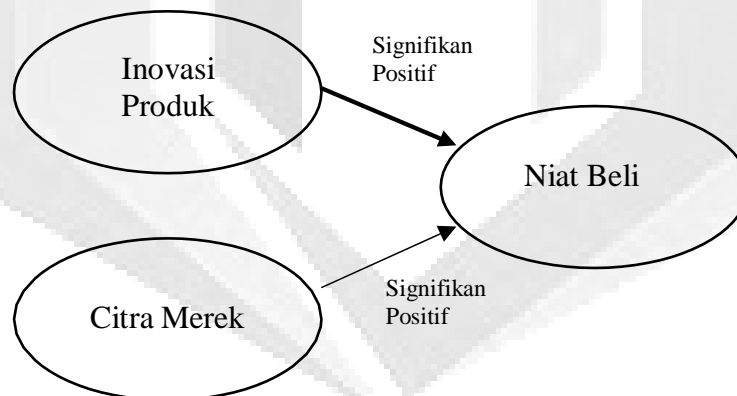 Inovasi
Produk
Signifikan
Positif
Niat Beli
Citra Merek
Signifikan
Positif